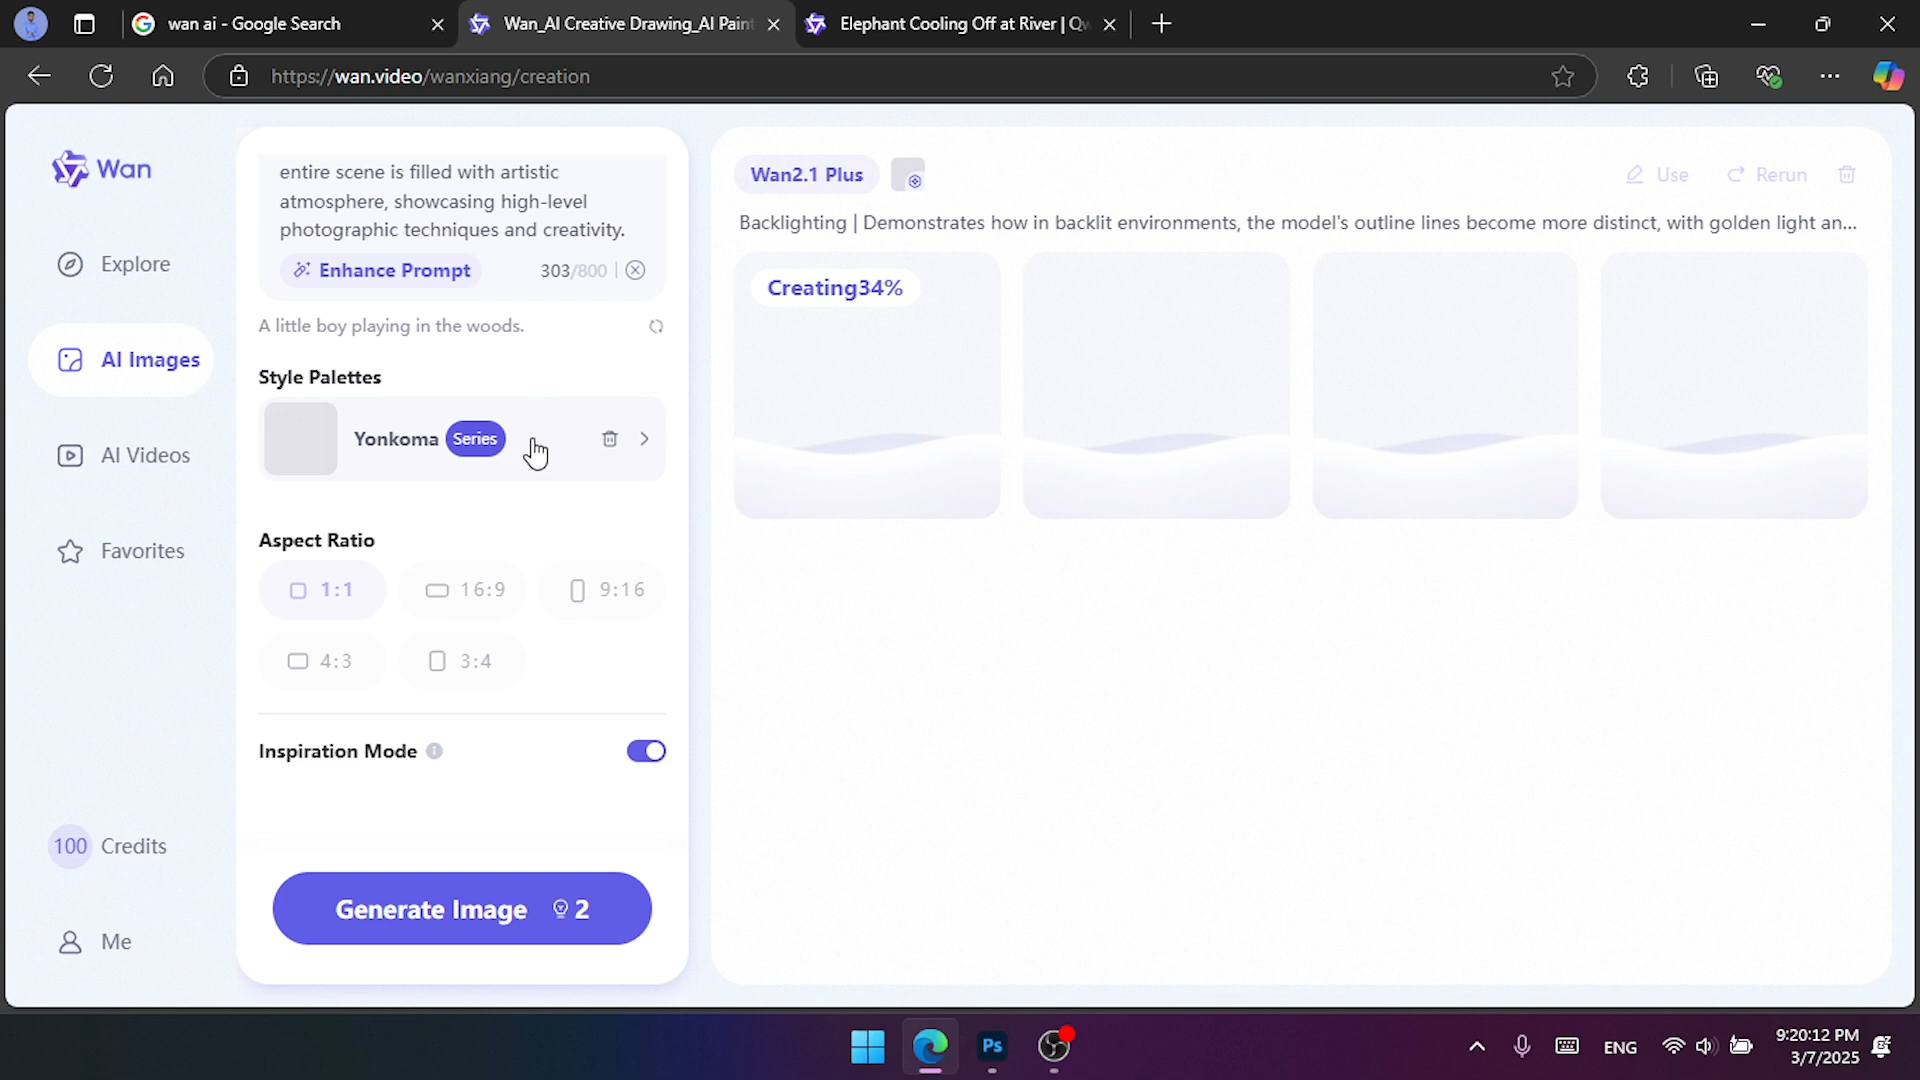 wan ai - Google Search
Wan_AI Creative Drawing_AI Paint
Elephant Cooling Off at River | Qw
https://wan.video/wanxiang/creation
Wan
Explore
AI Images
AI Videos
Favorites
100 Credits
Me
entire scene is filled with artistic
atmosphere, showcasing high-level
photographic techniques and creativity.
Enhance Prompt
303/800
A little boy playing in the woods.
Style Palettes
Yonkoma Series
Aspect Ratio
1:1 16:9 9:16
4:3 3:4
Inspiration Mode
Generate Image 2
Wan2.1 Plus
Use Rerun
Backlighting | Demonstrates how in backlit environments, the model's outline lines become more distinct, with golden light an...
Creating34%
Ps
ENG
9:20:12 PM
3/7/2025